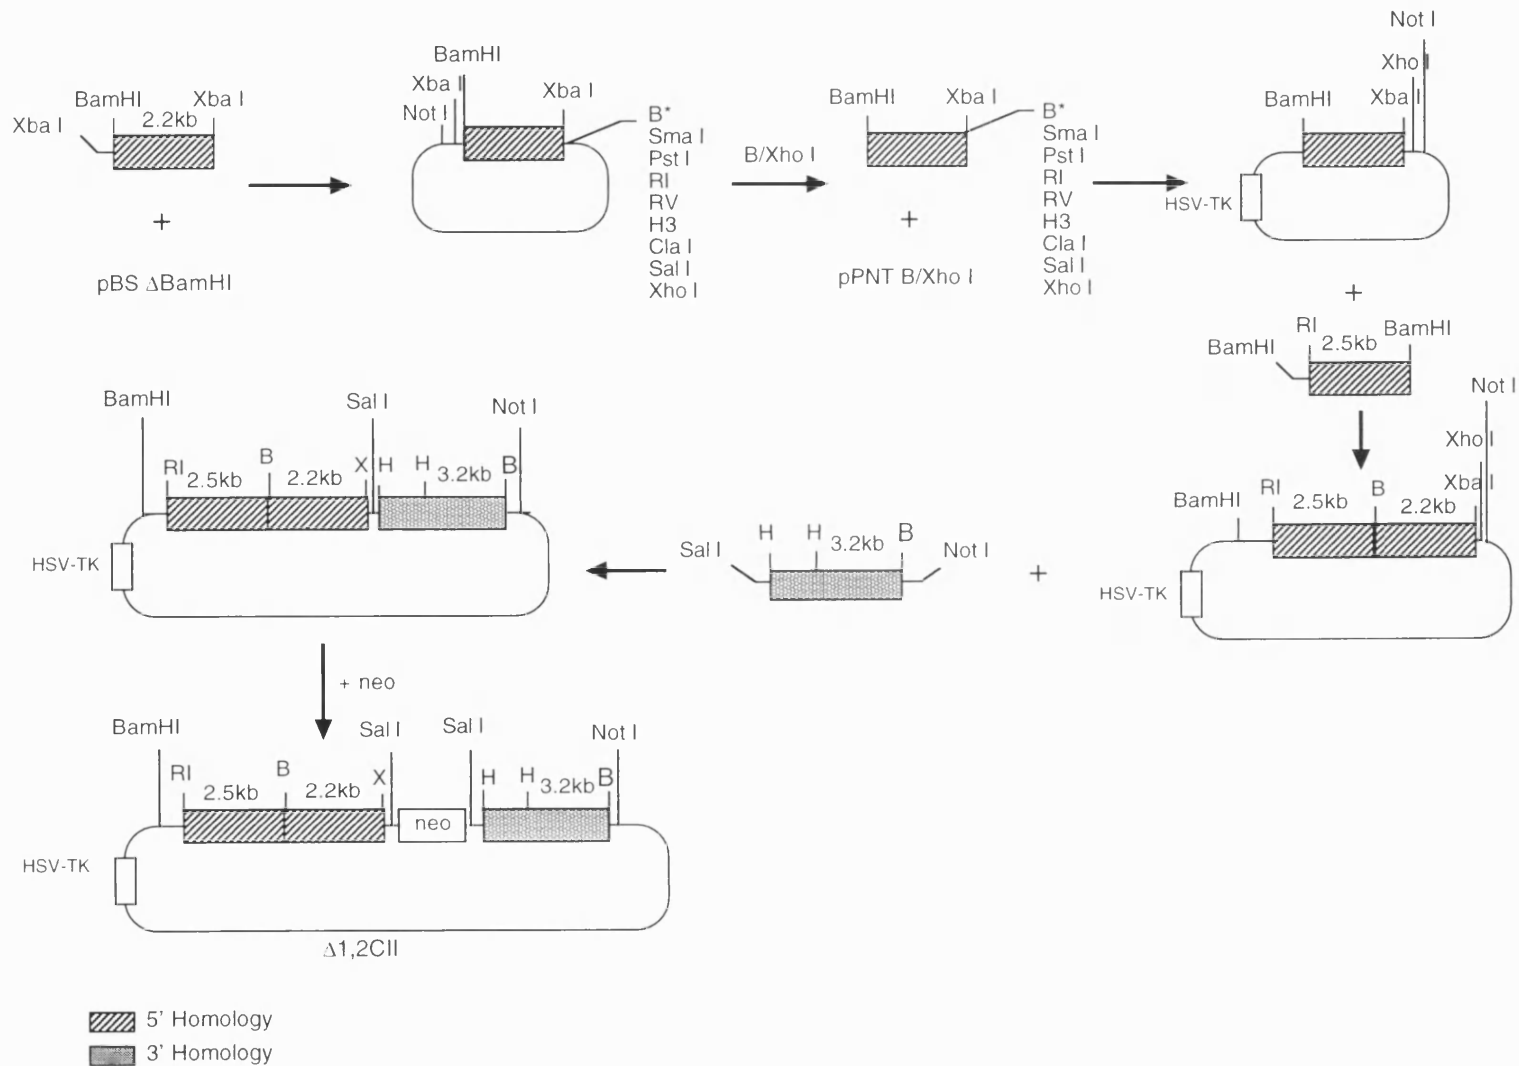 Xba I
BamHI
2.2kb
Xba I
+
pBS ΔBamHI
Not I
Xba I
BamHI
Xba I
B*
Sma I
Pst I
RI
RV
H3
Cla I
Sal I
Xho I
B/Xho I
BamHI
Xba I
+
pPNT B/Xho I
B*
Sma I
Pst I
RI
RV
H3
Cla I
Sal I
Xho I
Not I
Xho I
BamHI
Xba I
HSV-TK
+
BamHI
RI
2.5kb
BamHI
Not I
Xho I
Xba I
BamHI
RI
2.5kb
B
2.2kb
HSV-TK
+
Sal I
H
H
3.2kb
B
Not I
BamHI
Sal I
Not I
RI
2.5kb
B
2.2kb
X
H
H
3.2kb
B
HSV-TK
+ neo
BamHI
Sal I
Sal I
Not I
RI
2.5kb
B
2.2kb
X
neo
H
H
3.2kb
B
HSV-TK
Δ1,2CII
5' Homology
3' Homology